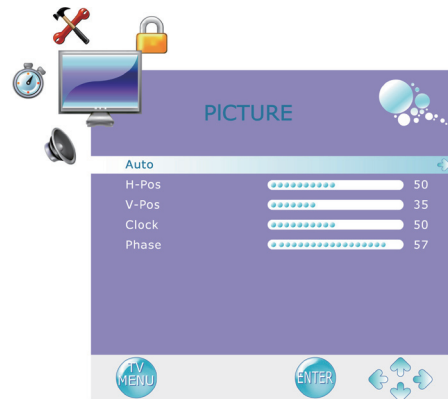 PICTURE
Auto
H-Pos 50
V-Pos 35
Clock 50
Phase 57
TV
MENU
ENTER